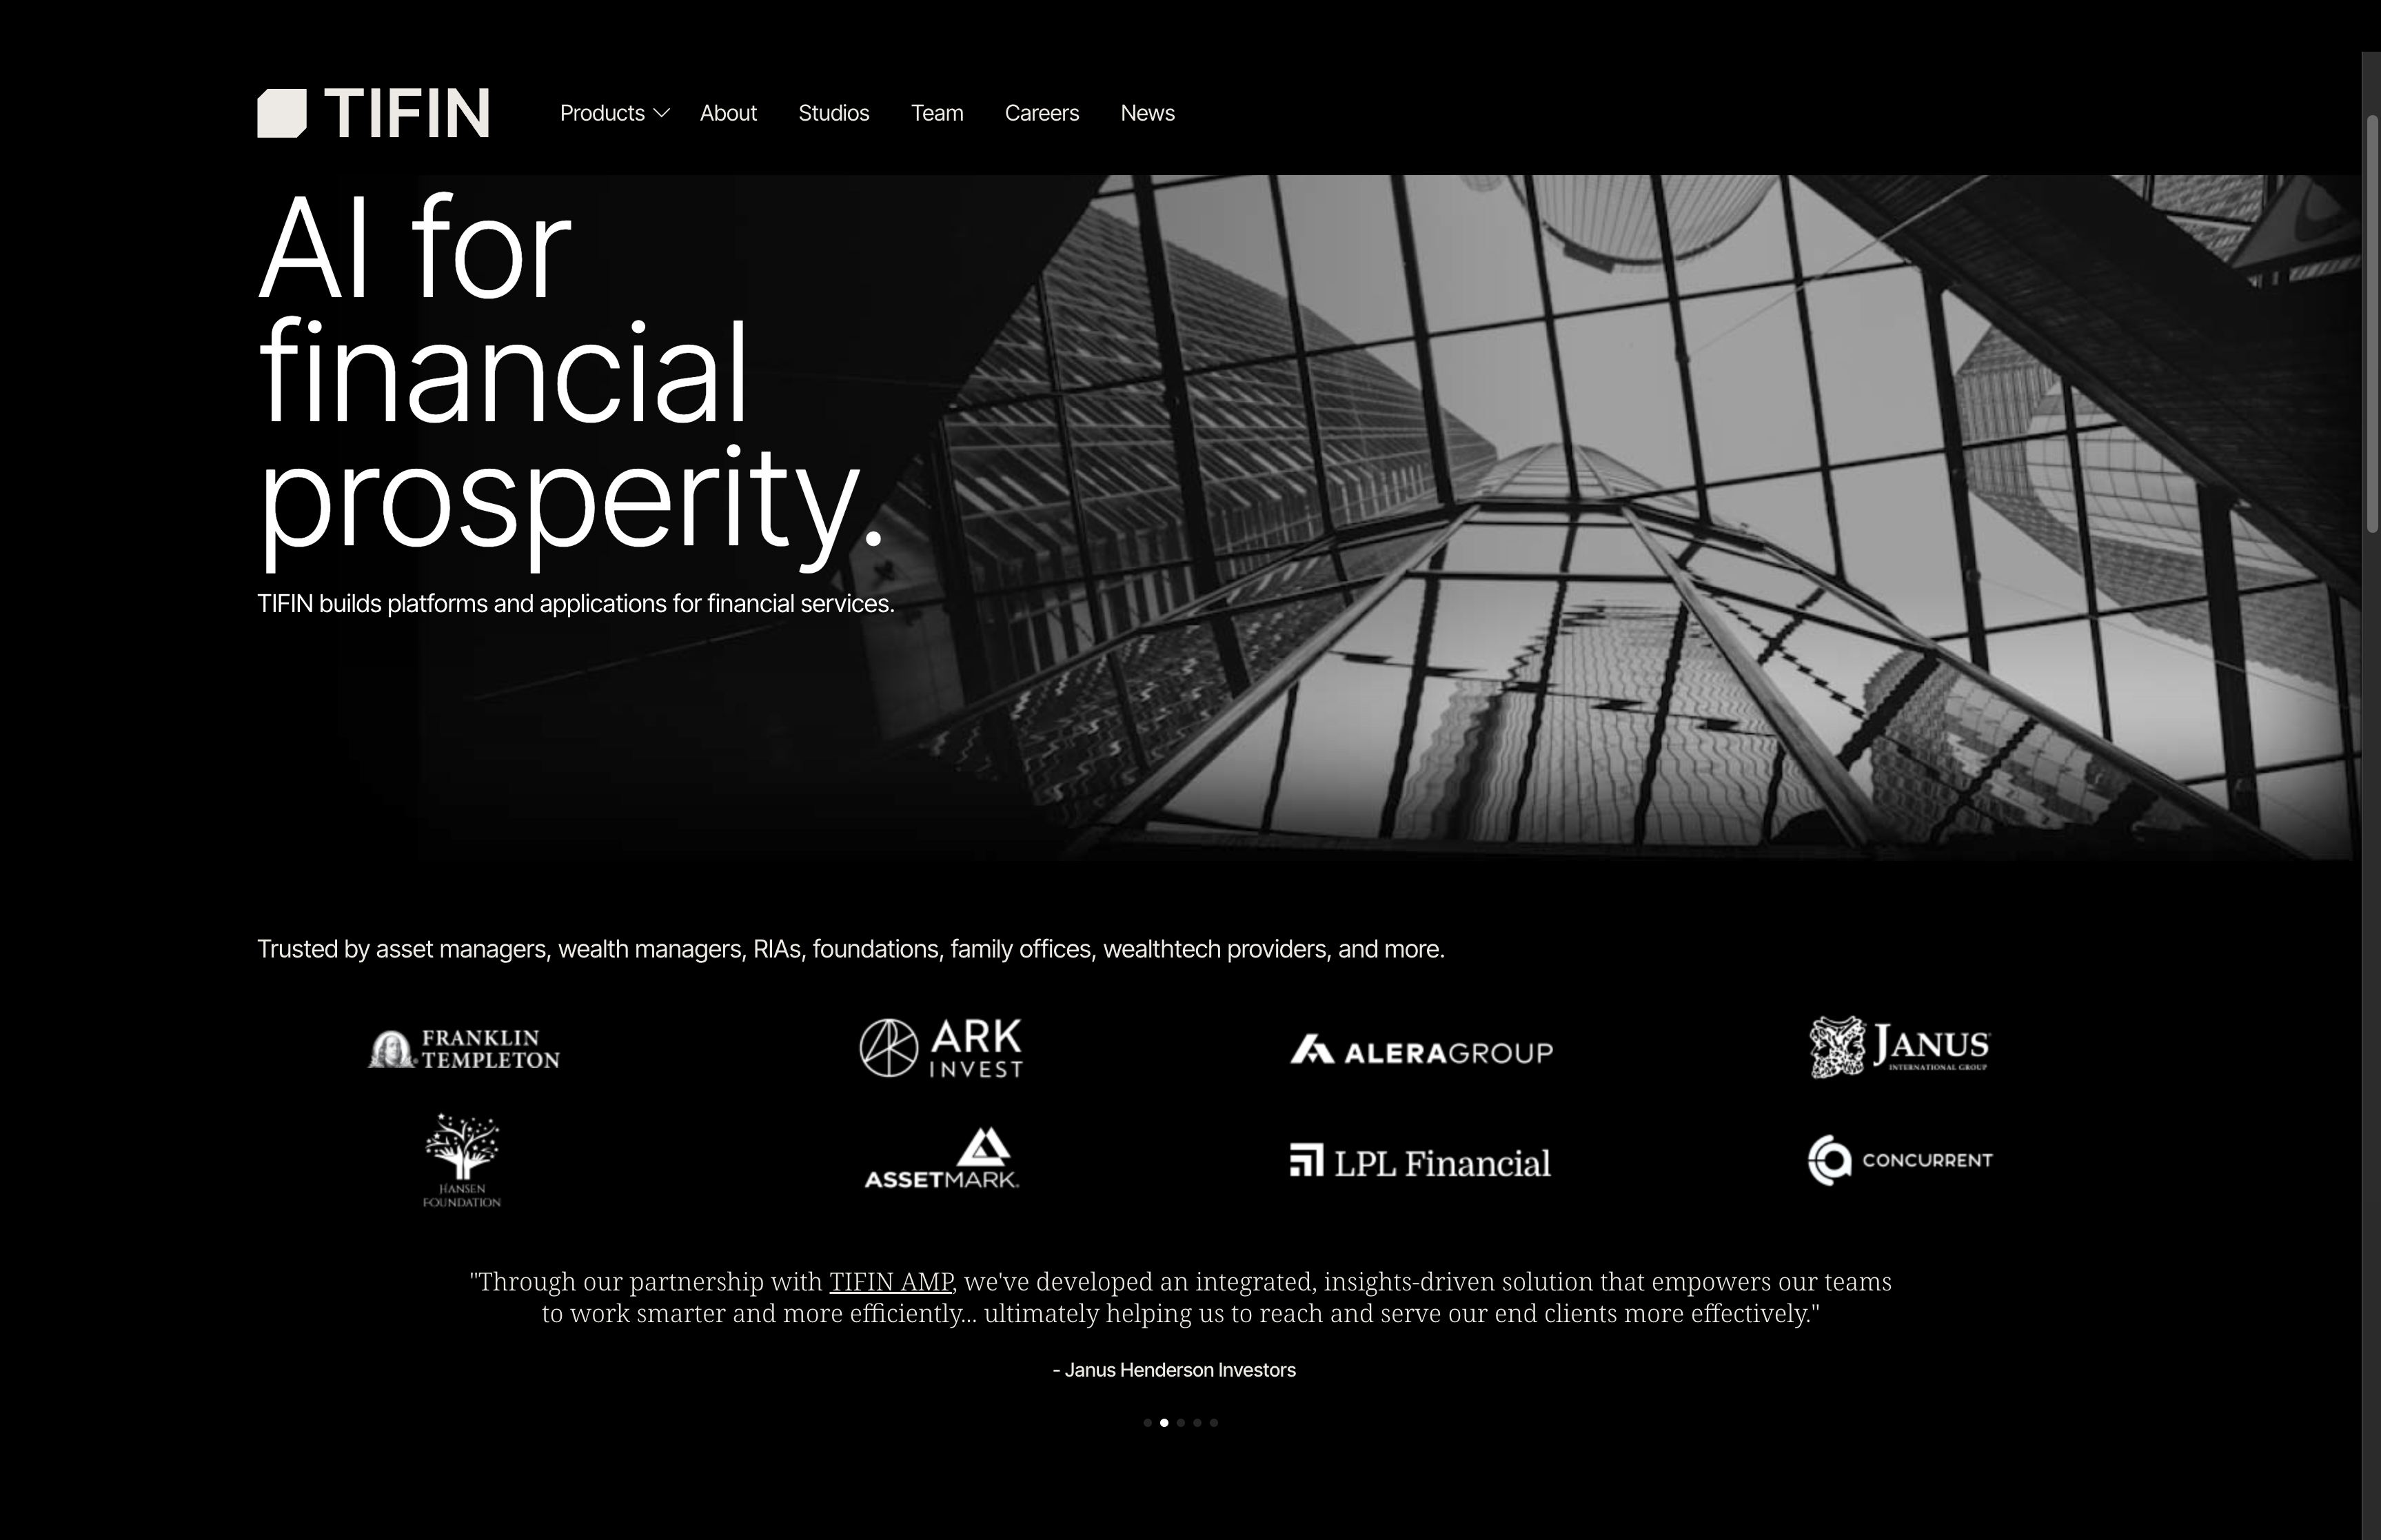 TIFIN
Products About Studios Team Careers News
AI for
financial
prosperity.
TIFIN builds platforms and applications for financial services.
Trusted by asset managers, wealth managers, RIAs, foundations, family offices, wealthtech providers, and more.
FRANKLIN
TEMPLETON
ARK
INVEST
ALERAGROUP
JANUS
INTERNATIONAL GROUP
HANSEN
FOUNDATION
ASSETMARK.
LPL Financial
CONCURRENT
"Through our partnership with TIFIN AMP, we've developed an integrated, insights-driven solution that empowers our teams
to work smarter and more efficiently... ultimately helping us to reach and serve our end clients more effectively."
- Janus Henderson Investors